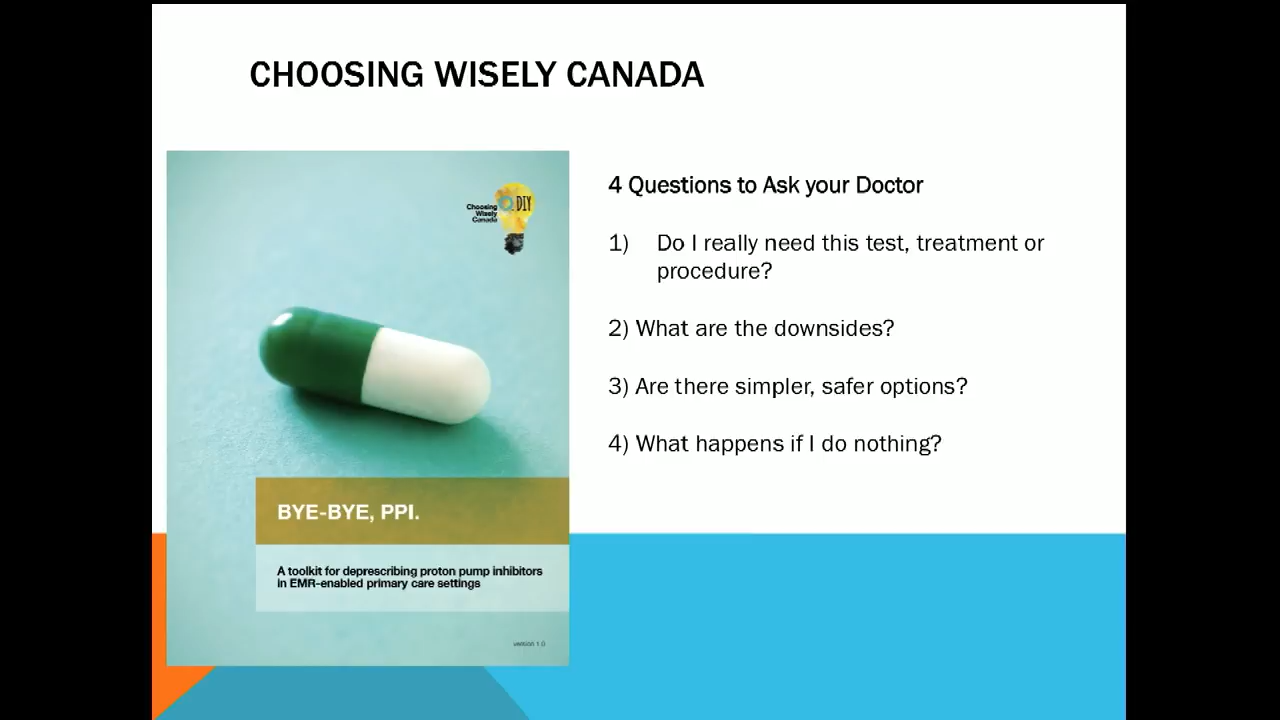 CHOOSING WISELY CANADA
Choosing
Wisely
Canada
DIY
BYE-BYE, PPI.
A toolkit for deprescribing proton pump inhibitors
in EMR-enabled primary care settings
version 1.0
4 Questions to Ask your Doctor
1) Do I really need this test, treatment or
procedure?
2) What are the downsides?
3) Are there simpler, safer options?
4) What happens if I do nothing?